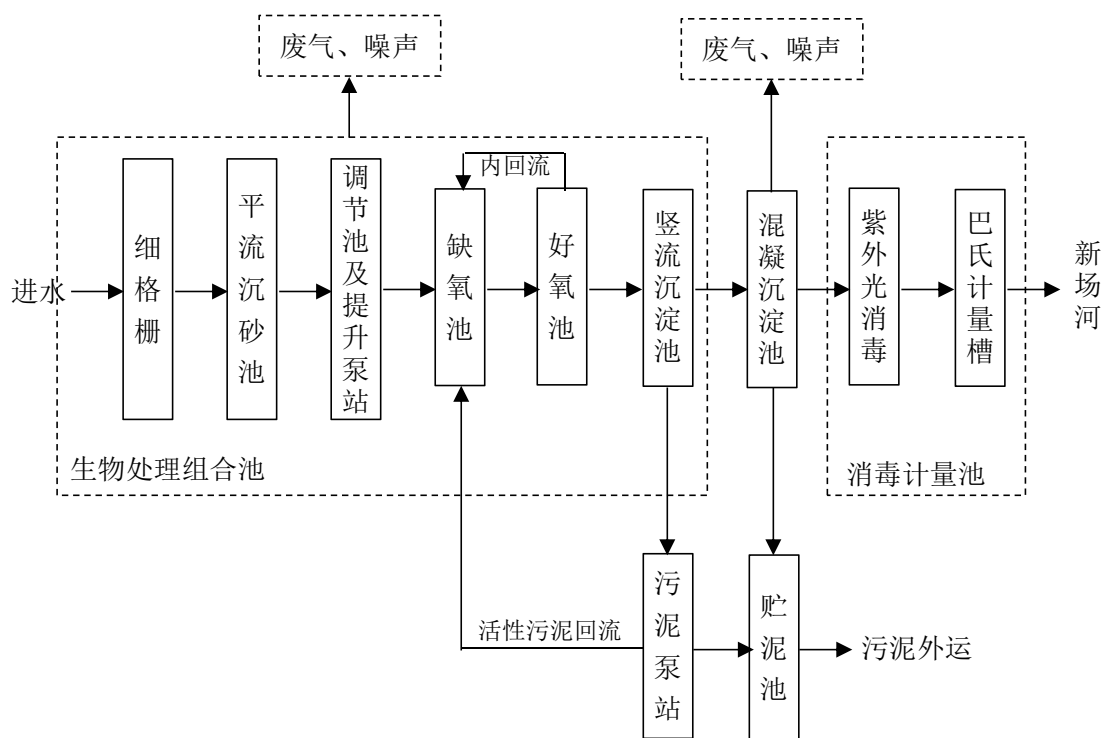 废气、噪声
废气、噪声
进水
细格栅
平流沉砂池
调节池及提升泵站
内回流
缺氧池
好氧池
竖流沉淀池
混凝沉淀池
紫外光消毒
巴氏计量槽
新场河
生物处理组合池
消毒计量池
活性污泥回流
污泥泵站
贮泥池
污泥外运